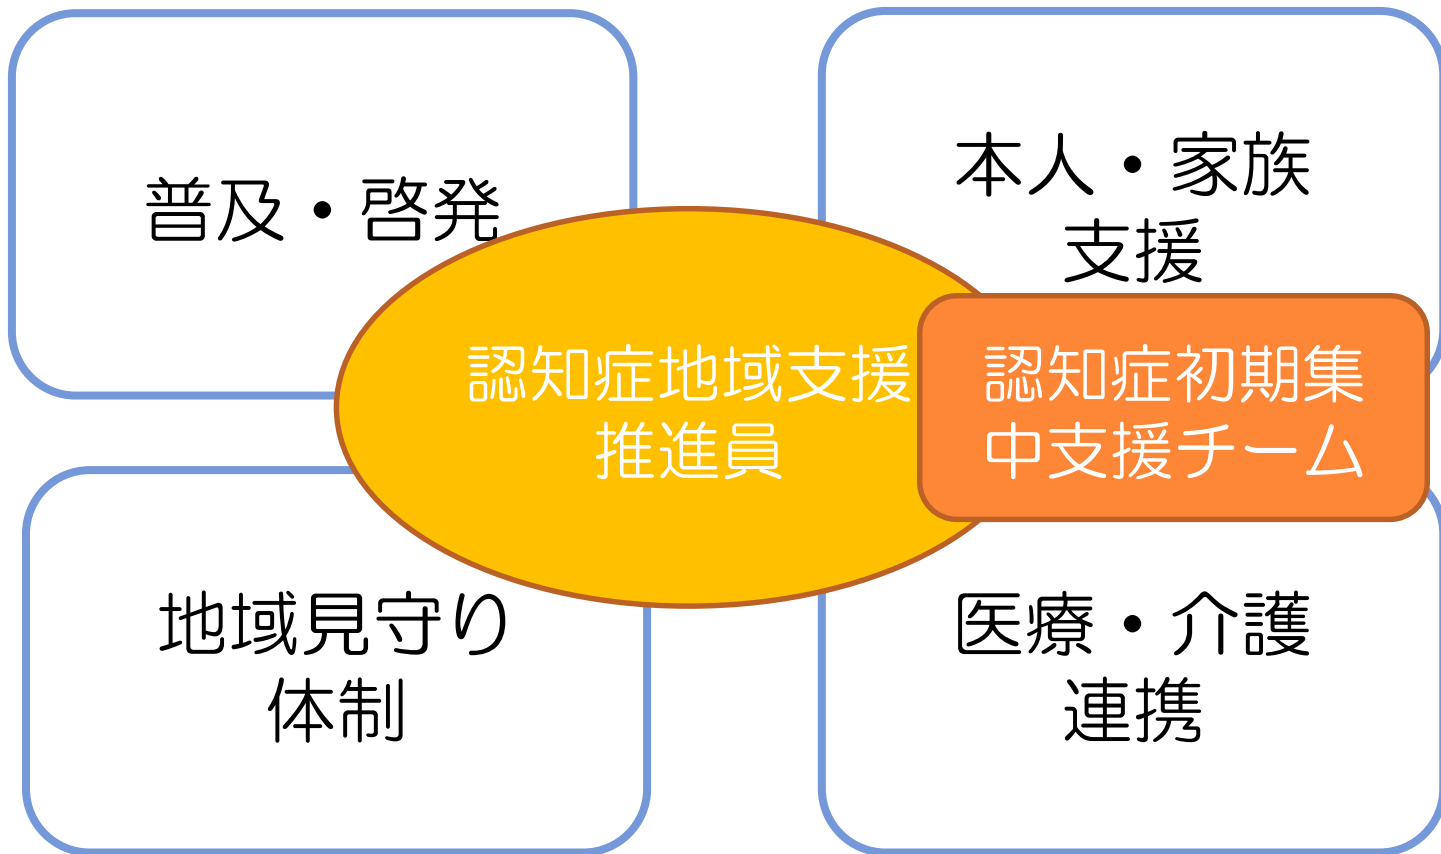 普及・啓発
本人・家族
支援
認知症地域支援
推進員
認知症初期集
中支援チーム
地域見守り
体制
医療・介護
連携